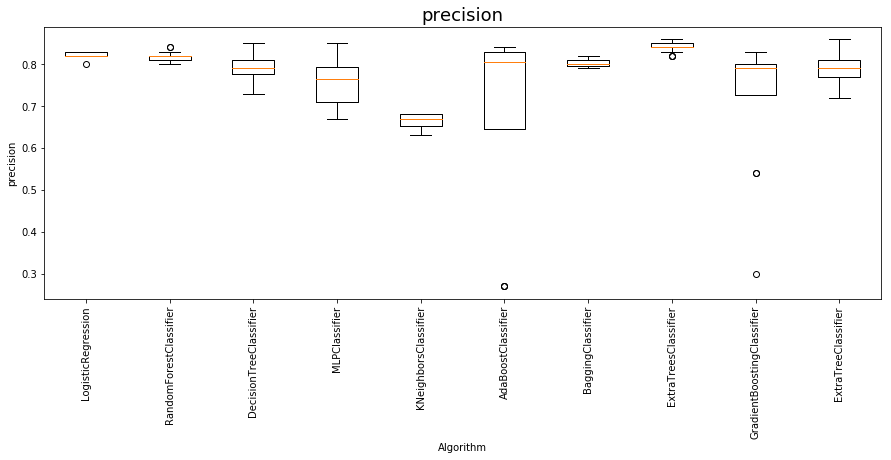 precision
precision
0.8
0.7
0.6
0.5
0.4
0.3
LogisticRegression
RandomForestClassifier
DecisionTreeClassifier
MLPClassifier
KNeighborsClassifier
AdaBoostClassifier
BaggingClassifier
ExtraTreesClassifier
GradientBoostingClassifier
ExtraTreeClassifier
Algorithm